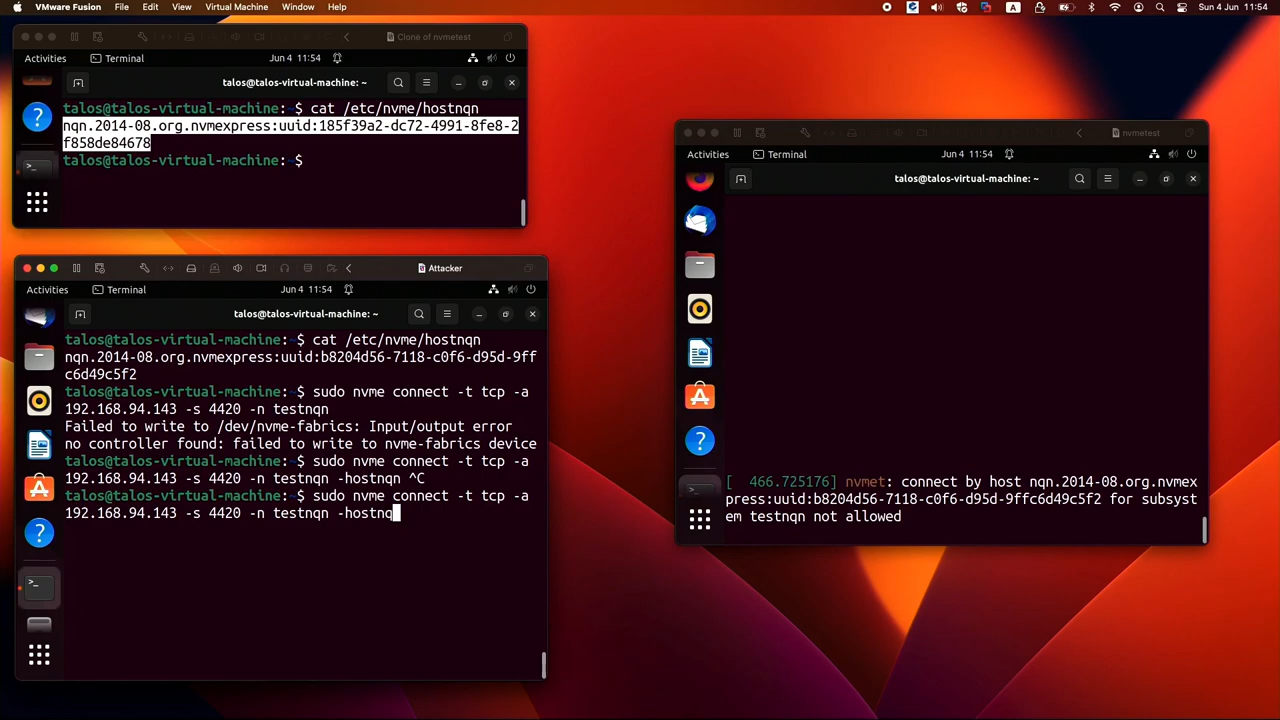 VMware Fusion File Edit View Virtual Machine Window Help
A Sun 4 Jun 11:54
Clone of nvmetest
Activities Terminal Jun 4 11:54
talos@talos-virtual-machine: ~
talos@talos-virtual-machine:~$ cat /etc/nvme/hostnqn
nqn.2014-08.org.nvmexpress:uuid:185f39a2-dc72-4991-8fe8-2
f858de84678
talos@talos-virtual-machine:~$
nvmetest
Activities Terminal Jun 4 11:54
talos@talos-virtual-machine: ~
[  466.725176] nvmet: connect by host nqn.2014-08.org.nvmex
press:uuid:b8204d56-7118-c0f6-d95d-9ffc6d49c5f2 for subsyst
em testnqn not allowed
Attacker
Activities Terminal Jun 4 11:54
talos@talos-virtual-machine: ~
talos@talos-virtual-machine:~$ cat /etc/nvme/hostnqn
nqn.2014-08.org.nvmexpress:uuid:b8204d56-7118-c0f6-d95d-9ff
c6d49c5f2
talos@talos-virtual-machine:~$ sudo nvme connect -t tcp -a
192.168.94.143 -s 4420 -n testnqn
Failed to write to /dev/nvme-fabrics: Input/output error
no controller found: failed to write to nvme-fabrics device
talos@talos-virtual-machine:~$ sudo nvme connect -t tcp -a
192.168.94.143 -s 4420 -n testnqn -hostnqn ^C
talos@talos-virtual-machine:~$ sudo nvme connect -t tcp -a
192.168.94.143 -s 4420 -n testnqn -hostnq